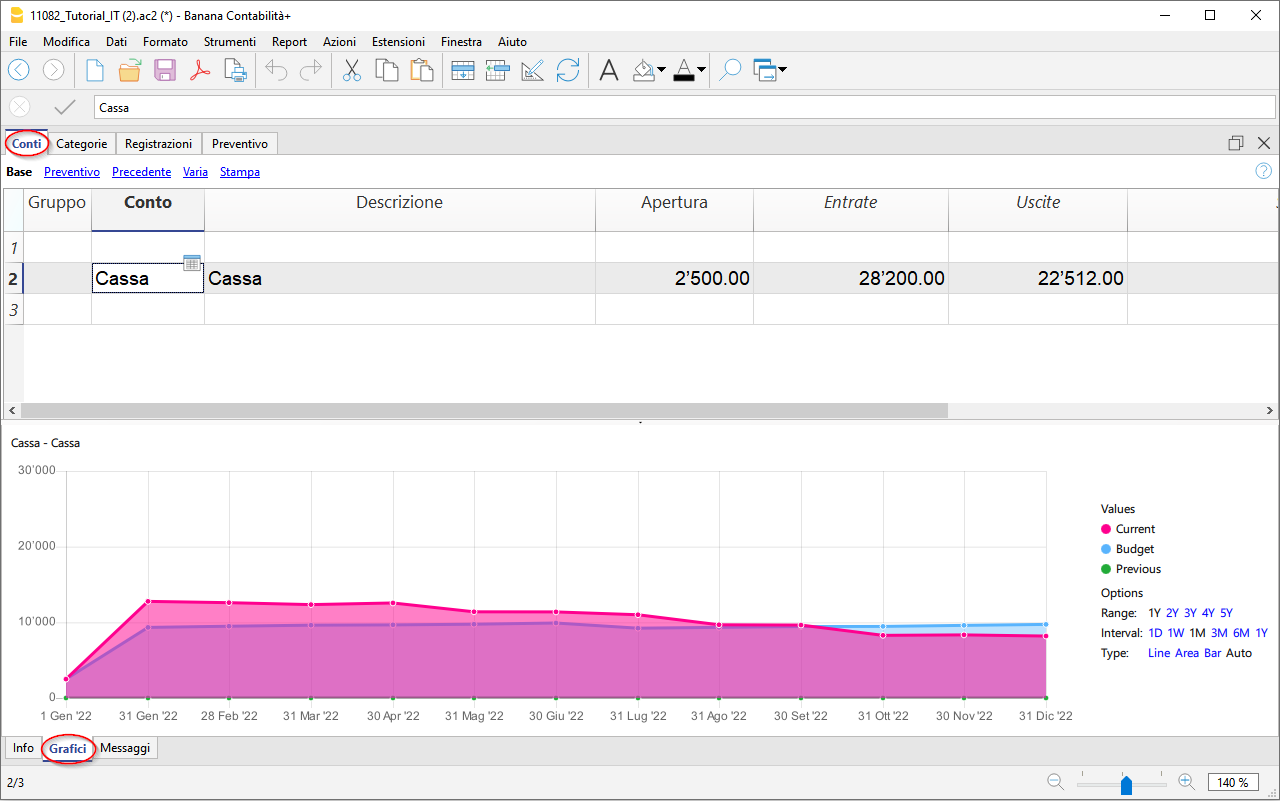 11082_Tutorial_IT (2).ac2 (*) - Banana Contabilità+
File Modifica Dati Formato Strumenti Report Azioni Estensioni Finestra Aiuto
Cassa
Conti Categorie Registrazioni Preventivo
Base Preventivo Precedente Varia Stampa
Gruppo Conto Descrizione Apertura Entrate Uscite
1
2 Cassa Cassa 2’500.00 28’200.00 22’512.00
3
Cassa - Cassa
30'000
20'000
10'000
0
1 Gen '22 31 Gen '22 28 Feb '22 31 Mar '22 30 Apr '22 31 Mag '22 30 Giu '22 31 Lug '22 31 Ago '22 30 Set '22 31 Ott '22 30 Nov '22 31 Dic '22
Values
Current
Budget
Previous
Options
Range: 1Y 2Y 3Y 4Y 5Y
Interval: 1D 1W 1M 3M 6M 1Y
Type: Line Area Bar Auto
Info Grafici Messaggi
2/3
140 %